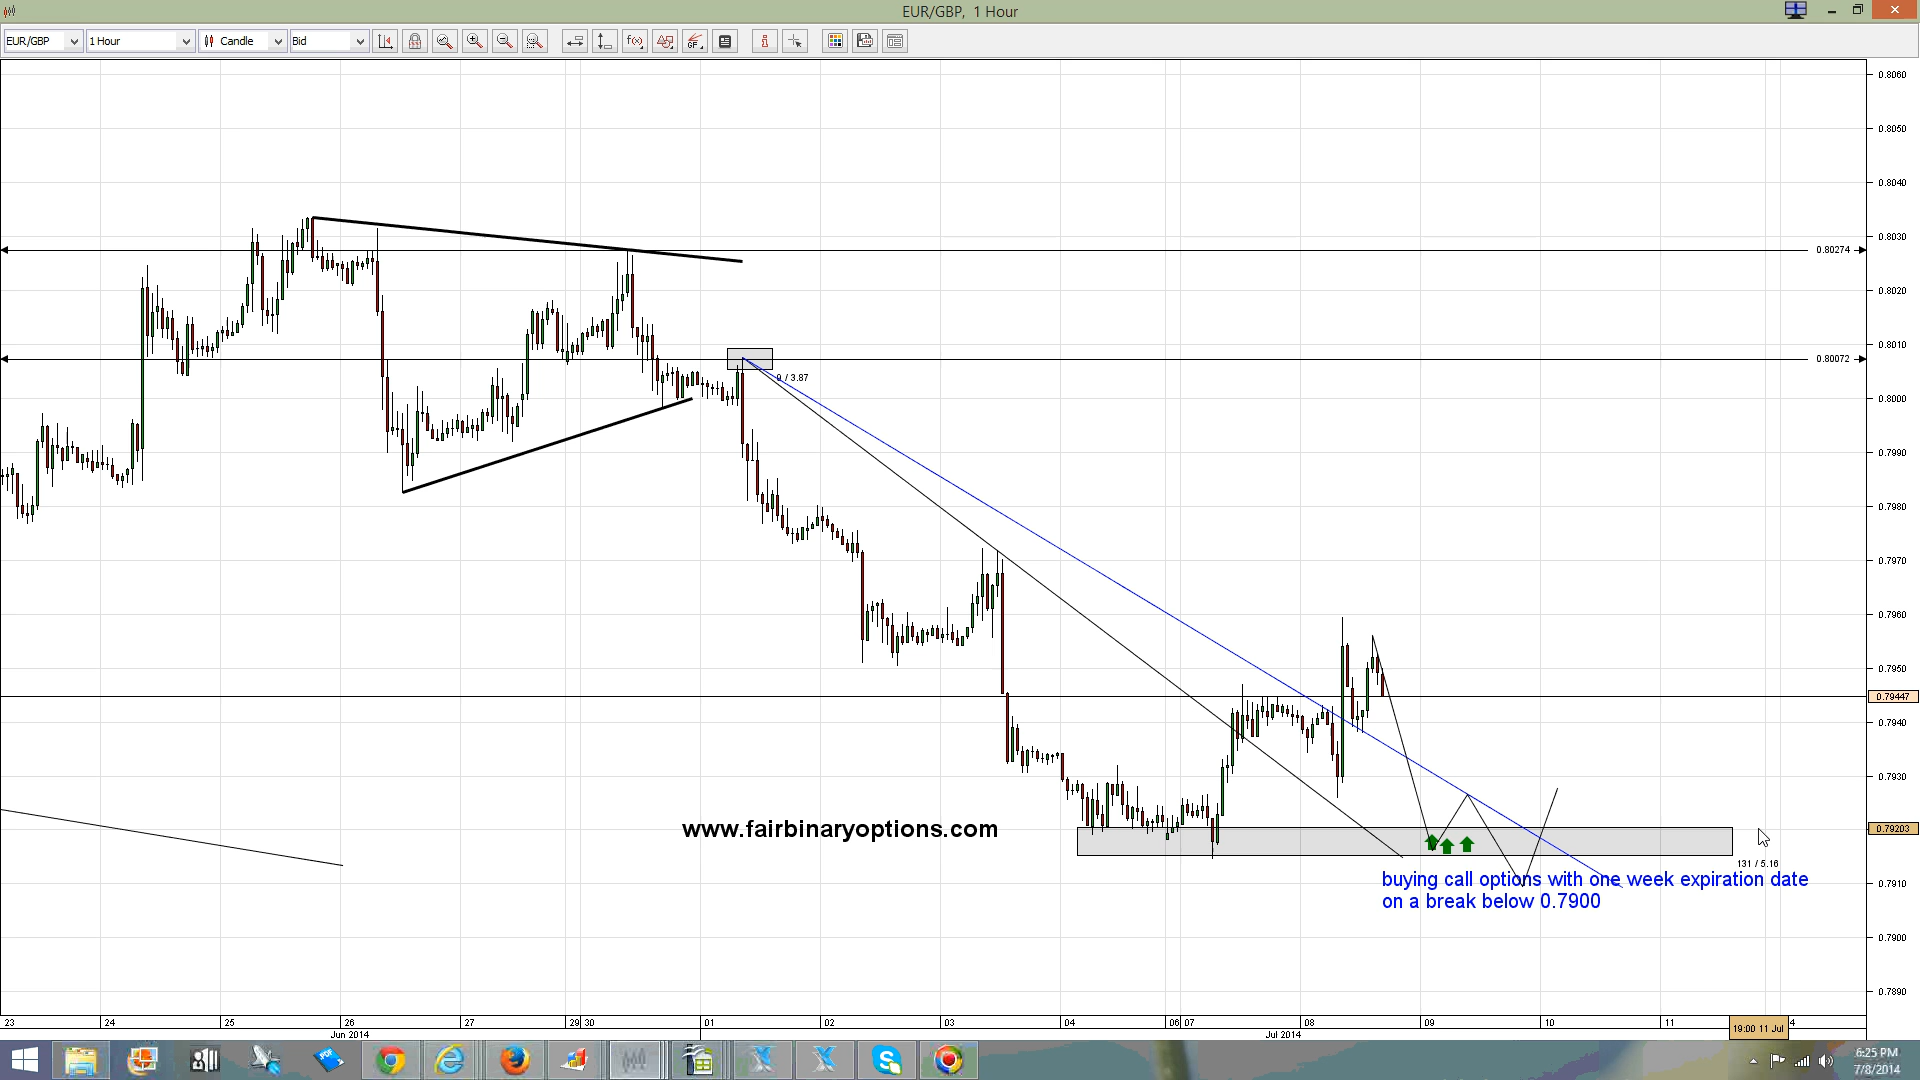 EUR/GBP, 1 Hour
EUR/GBP 1 Hour Candle Bid
0.8060
0.8050
0.8040
0.8030
0.80274
0.8020
0.8010
0.80072
9 / 3.87
0.8000
0.7990
0.7980
0.7970
0.7960
0.7950
0.79447
0.7940
0.7930
www.fairbinaryoptions.com
0.79203
131 / 5.16
buying call options with one week expiration date
on a break below 0.7900
0.7910
0.7900
0.7890
23 24 25 26 27 29 30 01 02 03 04 06 07 08 09 10 11 4
Jun 2014 Jul 2014 19:00 11 Jul
6:25 PM
7/8/2014